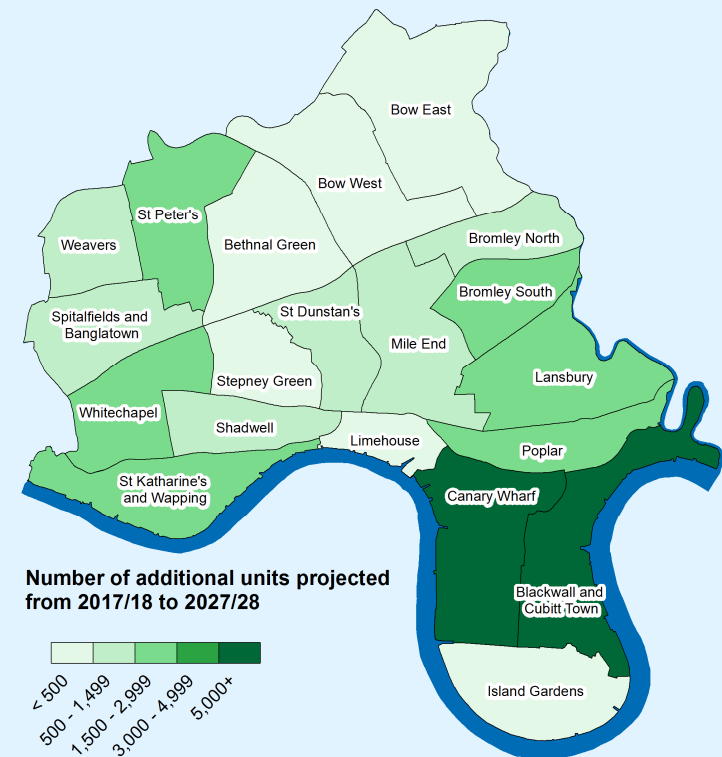 Bow East
Bow West
St Peter's
Weavers
Bethnal Green
Bromley North
Bromley South
Spitalfields and
Banglatown
St Dunstan's
Mile End
Stepney Green
Lansbury
Whitechapel
Shadwell
Limehouse
Poplar
St Katharine's
and Wapping
Canary Wharf
Blackwall and
Cubitt Town
Island Gardens
Number of additional units projected
from 2017/18 to 2027/28
< 500
500 - 1,499
1,500 - 2,999
3,000 - 4,999
5,000+